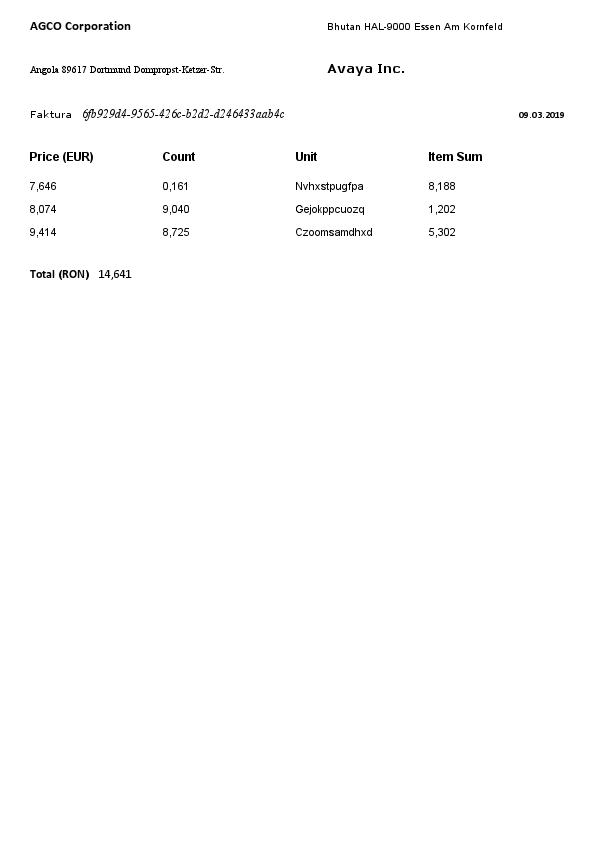 AGCO Corporation
Bhutan HAL-9000 Essen Am Kornfeld
Angola 89617 Dortmund Dompropst-Ketzer-Str.
Avaya Inc.
Faktura 6fb929d4-9565-426c-b2d2-d246433aab4c
09.03.2019
Price (EUR) Count Unit Item Sum
7,646 0,161 Nvhxstpugfpa 8,188
8,074 9,040 Gejokppcuozq 1,202
9,414 8,725 Czoomsamdhxd 5,302
Total (RON) 14,641